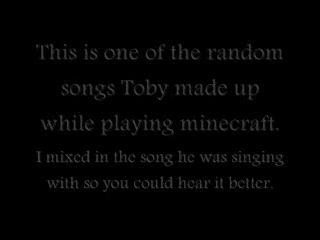 This is one of the random
songs Toby made up
while playing minecraft.
I mixed in the song he was singing
with so you could hear it better.